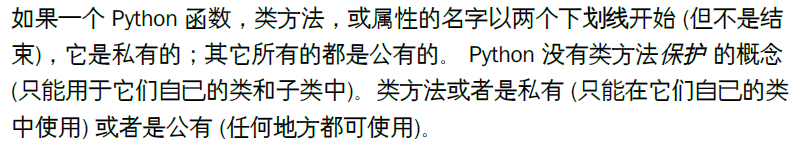 如果一个 Python 函数，类方法，或属性的名字以两个下划线开始 (但不是结
束)，它是私有的；其它所有的都是公有的。 Python 没有类方法保护 的概念
(只能用于它们自已的类和子类中)。类方法或者是私有 (只能在它们自已的类
中使用) 或者是公有 (任何地方都可使用)。